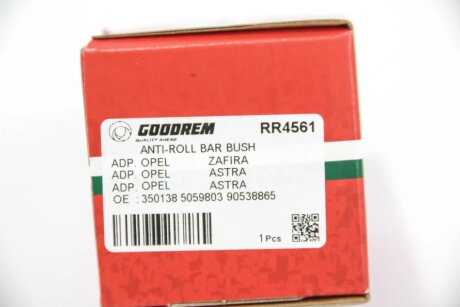 GOODREM RR4561
QUALITY AHEAD
ANTI-ROLL BAR BUSH
ADP. OPEL ZAFIRA
ADP. OPEL ASTRA
ADP. OPEL ASTRA
OE : 350138 5059803 90538865
1 Pcs